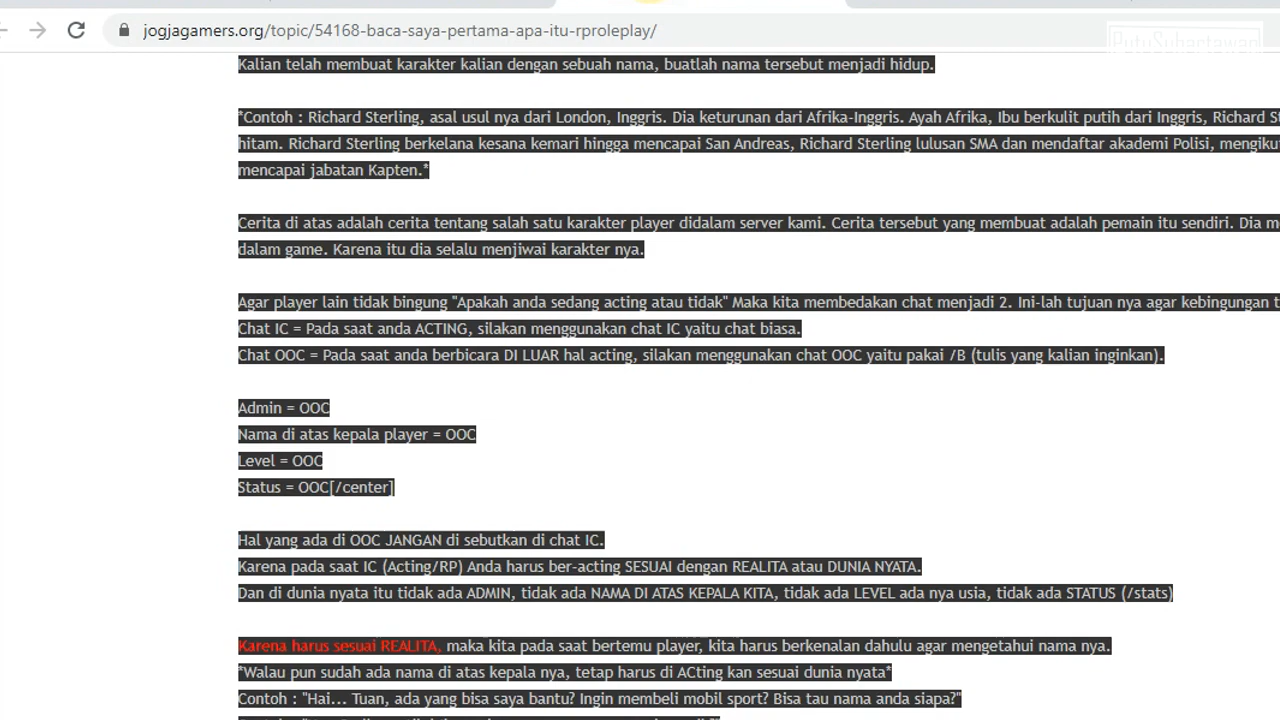 jogjagamers.org/topic/54168-baca-saya-pertama-apa-itu-rproleplay/
PutuSuhartawan
Kalian telah membuat karakter kalian dengan sebuah nama, buatlah nama tersebut menjadi hidup.
*Contoh : Richard Sterling, asal usul nya dari London, Inggris. Dia keturunan dari Afrika-Inggris. Ayah Afrika, Ibu berkulit putih dari Inggris, Richard
hitam. Richard Sterling berkelana kesana kemari hingga mencapai San Andreas, Richard Sterling lulusan SMA dan mendaftar akademi Polisi,
mencapai jabatan Kapten.*
Cerita di atas adalah cerita tentang salah satu karakter player didalam server kami. Cerita tersebut yang membuat adalah pemain itu sendiri. Dia
dalam game. Karena itu dia selalu menjiwai karakter nya.
Agar player lain tidak bingung "Apakah anda sedang acting atau tidak" Maka kita membedakan chat menjadi 2. Ini-lah tujuan nya agar kebingungan
Chat IC = Pada saat anda ACTING, silakan menggunakan chat IC yaitu chat biasa.
Chat OOC = Pada saat anda berbicara DI LUAR hal acting, silakan menggunakan chat OOC yaitu pakai /B (tulis yang kalian inginkan).
Admin = OOC
Nama di atas kepala player = OOC
Level = OOC
Status = OOC[/center]
Hal yang ada di OOC JANGAN di sebutkan di chat IC.
Karena pada saat IC (Acting/RP) Anda harus ber-acting SESUAI dengan REALITA atau DUNIA NYATA.
Dan di dunia nyata itu tidak ada ADMIN, tidak ada NAMA DI ATAS KEPALA KITA, tidak ada LEVEL ada nya usia, tidak ada STATUS (/stats)
Karena harus sesuai REALITA, maka kita pada saat bertemu player, kita harus berkenalan dahulu agar mengetahui nama nya.
*Walau pun sudah ada nama di atas kepala nya, tetap harus di ACting kan sesuai dunia nyata*
Contoh : "Hai... Tuan, ada yang bisa saya bantu? Ingin membeli mobil sport? Bisa tau nama anda siapa?"